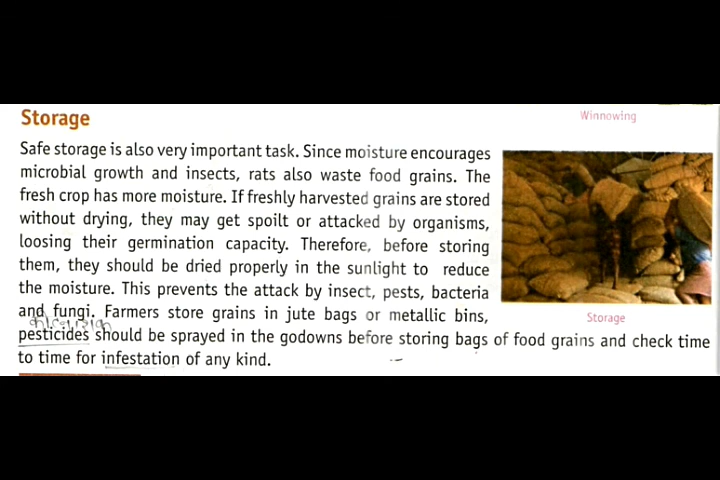 Storage
Winnowing
Safe storage is also very important task. Since moisture encourages
microbial growth and insects, rats also waste food grains. The
fresh crop has more moisture. If freshly harvested grains are stored
without drying, they may get spoilt or attacked by organisms,
loosing their germination capacity. Therefore, before storing
them, they should be dried properly in the sunlight to reduce
the moisture. This prevents the attack by insect, pests, bacteria
and fungi. Farmers store grains in jute bags or metallic bins,
Storage
pesticides should be sprayed in the godowns before storing bags of food grains and check time
to time for infestation of any kind.